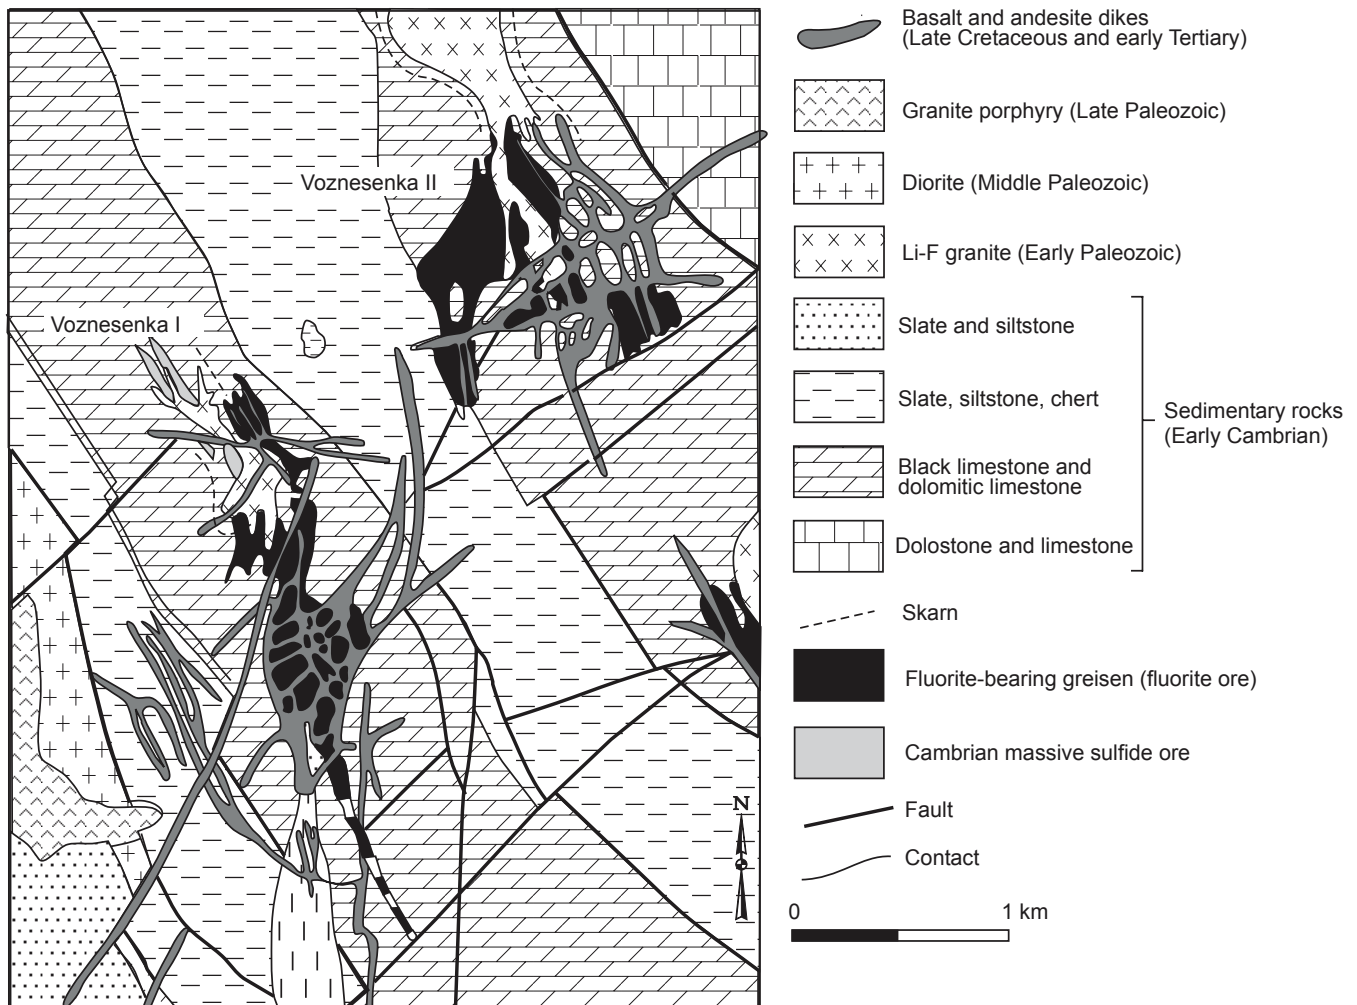 Voznesenka II
Voznesenka I
N
Basalt and andesite dikes
(Late Cretaceous and early Tertiary)
Granite porphyry (Late Paleozoic)
Diorite (Middle Paleozoic)
Li-F granite (Early Paleozoic)
Slate and siltstone
Slate, siltstone, chert
Black limestone and
dolomitic limestone
Dolostone and limestone
Sedimentary rocks
(Early Cambrian)
Skarn
Fluorite-bearing greisen (fluorite ore)
Cambrian massive sulfide ore
Fault
Contact
0 1 km